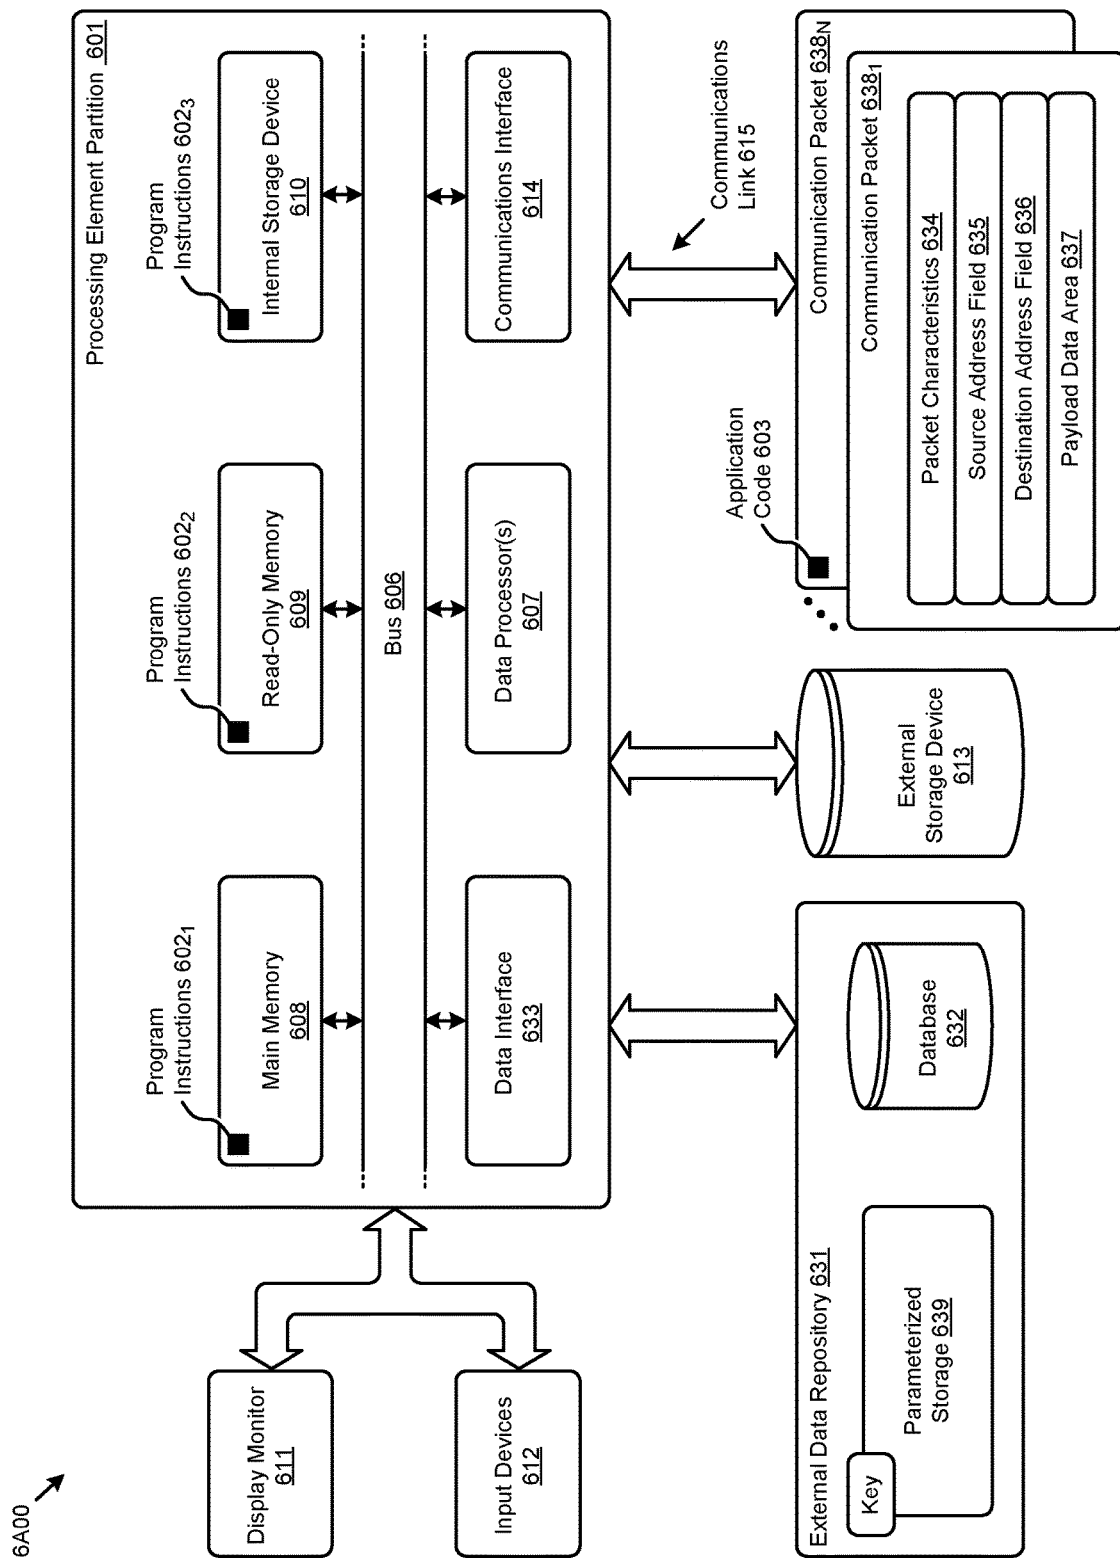 6A00
Processing Element Partition 601
Program
Instructions 602₁
Program
Instructions 602₂
Program
Instructions 602₃
Main Memory
608
Read-Only Memory
609
Internal Storage Device
610
Display Monitor
611
Bus 606
Input Devices
612
Data Interface
633
Data Processor(s)
607
Communications Interface
614
Communications
Link 615
External Data Repository 631
Key
Parameterized
Storage 639
Database
632
External
Storage Device
613
Application
Code 603
Communication Packet 638N
Communication Packet 638₁
Packet Characteristics 634
Source Address Field 635
Destination Address Field 636
Payload Data Area 637